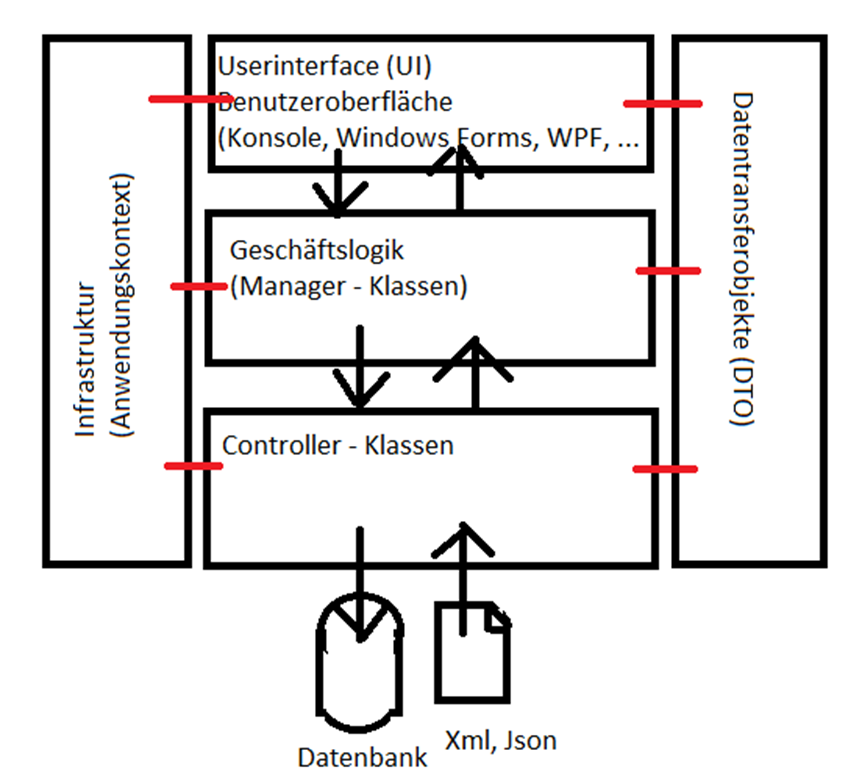 Userinterface (UI)
Benutzeroberfläche
(Konsole, Windows Forms, WPF, ...
Infrastruktur
(Anwendungskontext)
Geschäftslogik
(Manager - Klassen)
Controller - Klassen
Datentransferobjekte (DTO)
Datenbank
Xml, Json